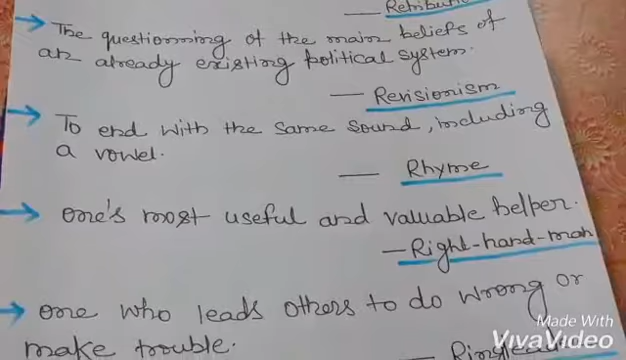 The questioning of the main beliefs of
an already existing political system.
— Revisionism
To end with the same sound, including
a vowel.
— Rhyme
one's most useful and valuable helper.
— Right-hand-man
one who leads others to do wrong or
make trouble.
Made With
VivaVideo